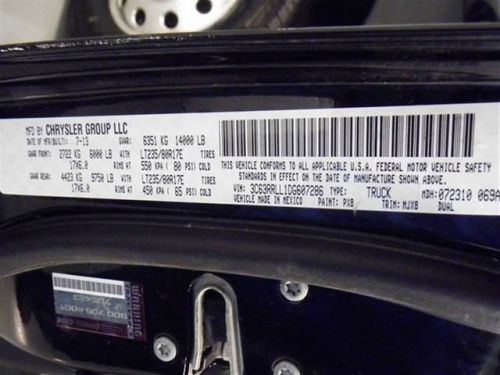 MFD BY CHRYSLER GROUP LLC
DATE OF MFR(BUILT): 7-13 GVWR: 6351 KG 14000 LB
GAWR FRONT: 2722 KG 6000 LB WITH LT235/80R17E TIRES
17X6.0 RIMS AT 550 KPA( 80 PSI) COLD
GAWR REAR: 4423 KG 9750 LB WITH LT235/80R17E TIRES
17X6.0 RIMS AT 450 KPA( 65 PSI) COLD
THIS VEHICLE CONFORMS TO ALL APPLICABLE U.S.A. FEDERAL MOTOR VEHICLE SAFETY
STANDARDS IN EFFECT ON THE DATE OF MANUFACTURE SHOWN ABOVE.
VIN: 3C63RRLL1DG607286 TYPE: TRUCK MDH: 072310 069A
VEHICLE MADE IN MEXICO PAINT: PXB TRIM: MJX8 DUAL
WARNING